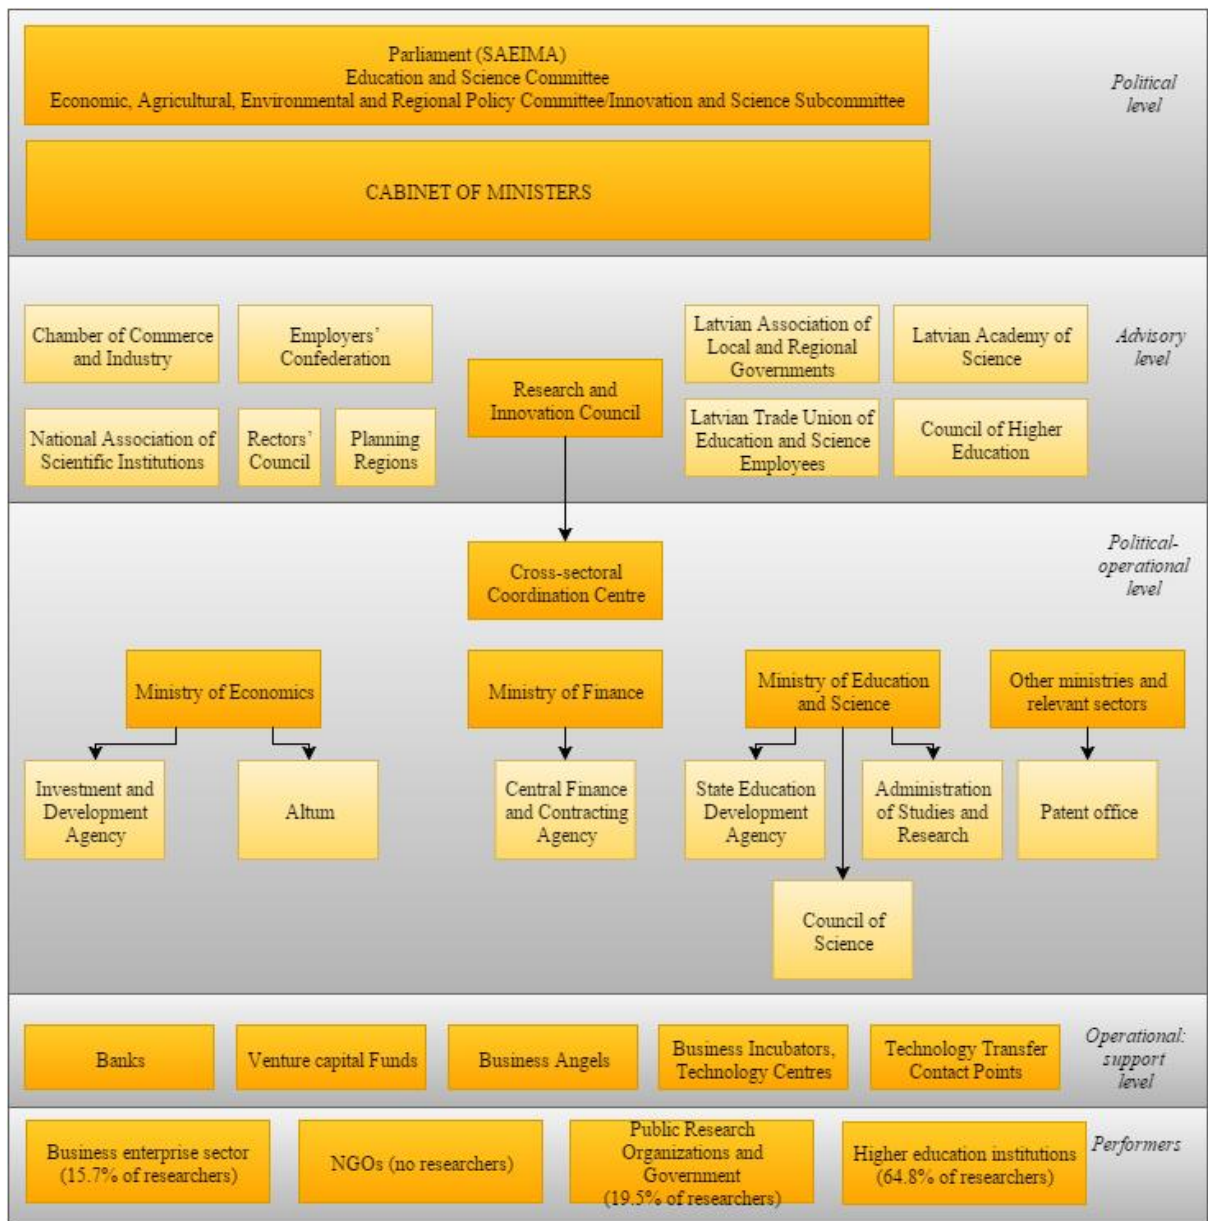 Parliament (SAEIMA)
Education and Science Committee
Economic, Agricultural, Environmental and Regional Policy Committee/Innovation and Science Subcommittee
Political
level
CABINET OF MINISTERS
Chamber of Commerce
and Industry
Employers’
Confederation
Latvian Association of
Local and Regional
Governments
Latvian Academy of
Science
Advisory
level
Research and
Innovation Council
National Association of
Scientific Institutions
Rectors’
Council
Planning
Regions
Latvian Trade Union of
Education and Science
Employees
Council of Higher
Education
Political-
operational
level
Cross-sectoral
Coordination Centre
Ministry of Economics
Ministry of Finance
Ministry of Education
and Science
Other ministries and
relevant sectors
Investment and
Development
Agency
Altum
Central Finance
and Contracting
Agency
State Education
Development
Agency
Administration
of Studies and
Research
Patent office
Council of
Science
Banks
Venture capital Funds
Business Angels
Business Incubators,
Technology Centres
Technology Transfer
Contact Points
Operational:
support
level
Business enterprise sector
(15.7% of researchers)
NGOs (no researchers)
Public Research
Organizations and
Government
(19.5% of researchers)
Higher education institutions
(64.8% of researchers)
Performers